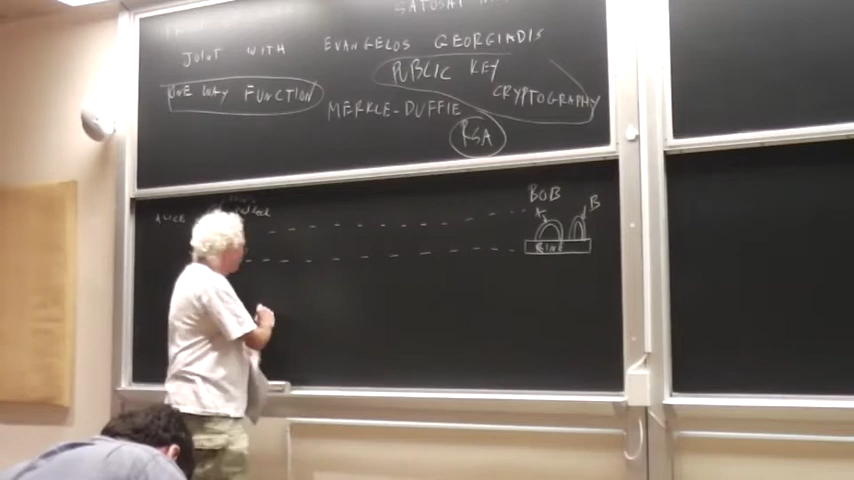 SATOSHI
JOINT WITH EVANGELOS GEORGIADIS
PUBLIC KEY
ONE WAY FUNCTION
CRYPTOGRAPHY
MERKLE-DUFFIE
RSA
BOB
ALICE
A
B